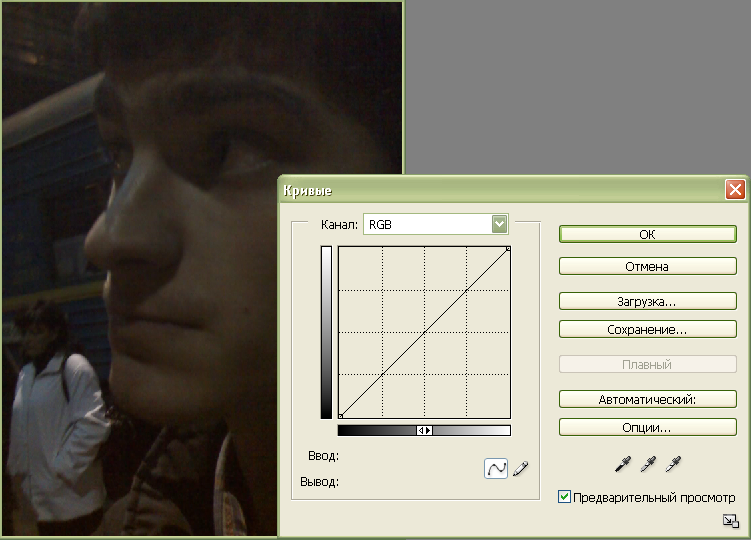 Кривые
Канал: RGB
OK
Отмена
Загрузка...
Сохранение...
Плавный
Автоматический:
Опции...
Ввод:
Вывод:
Предварительный просмотр